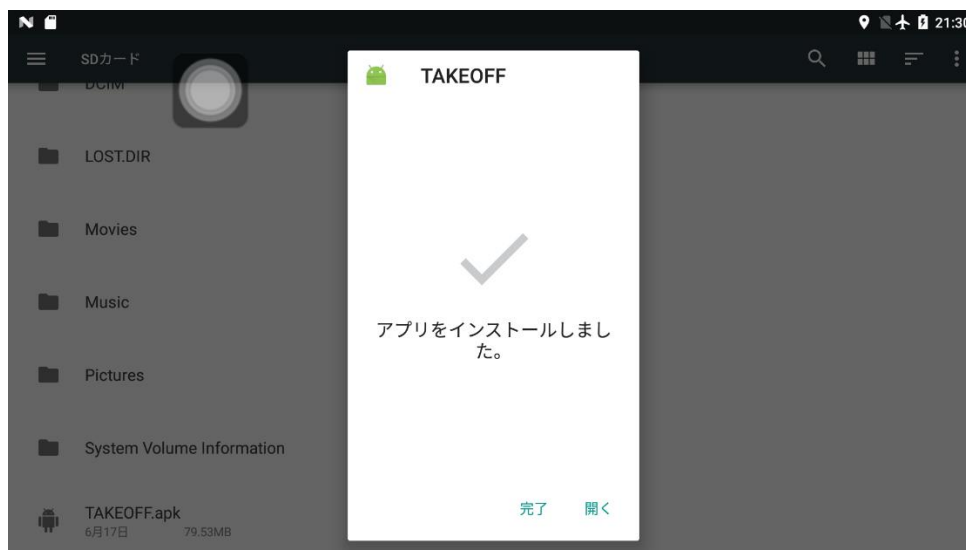 21:30
SDカード
DCIM
LOST.DIR
Movies
Music
Pictures
System Volume Information
TAKEOFF.apk
6月17日 79.53MB
TAKEOFF
アプリをインストールしまし
た。
完了 開く